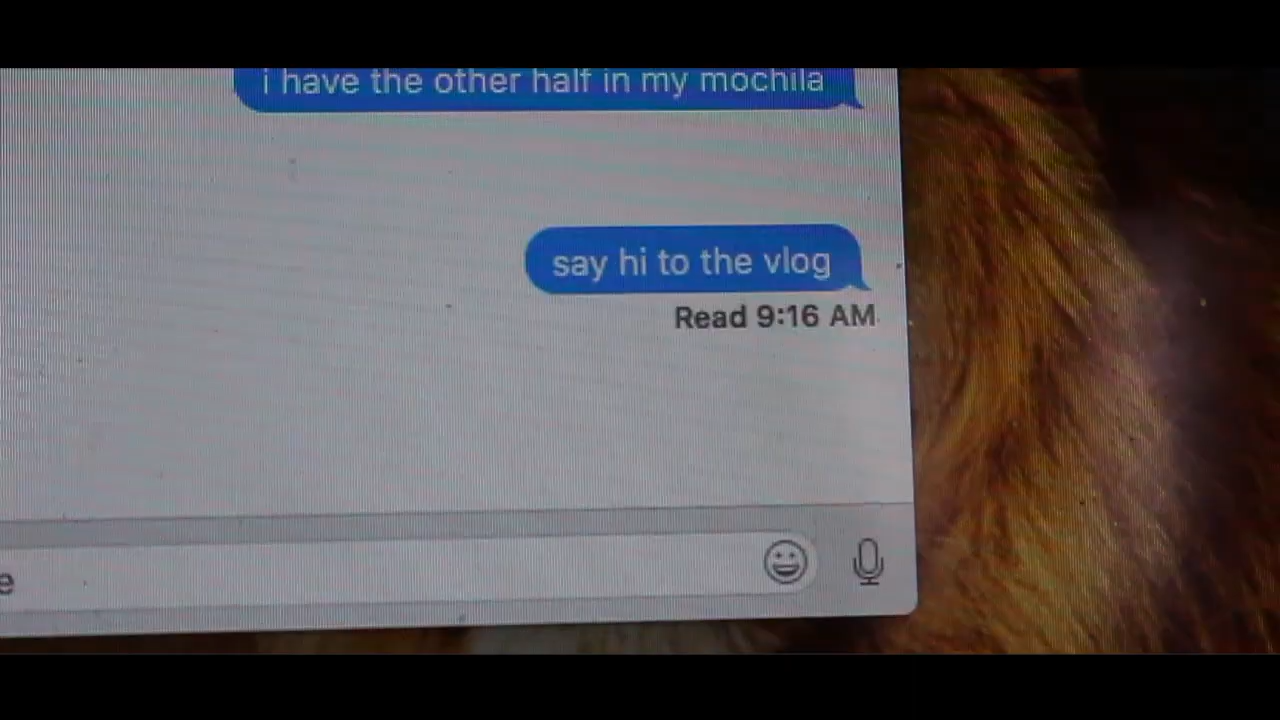 i have the other half in my mochila
say hi to the vlog
Read 9:16 AM
e